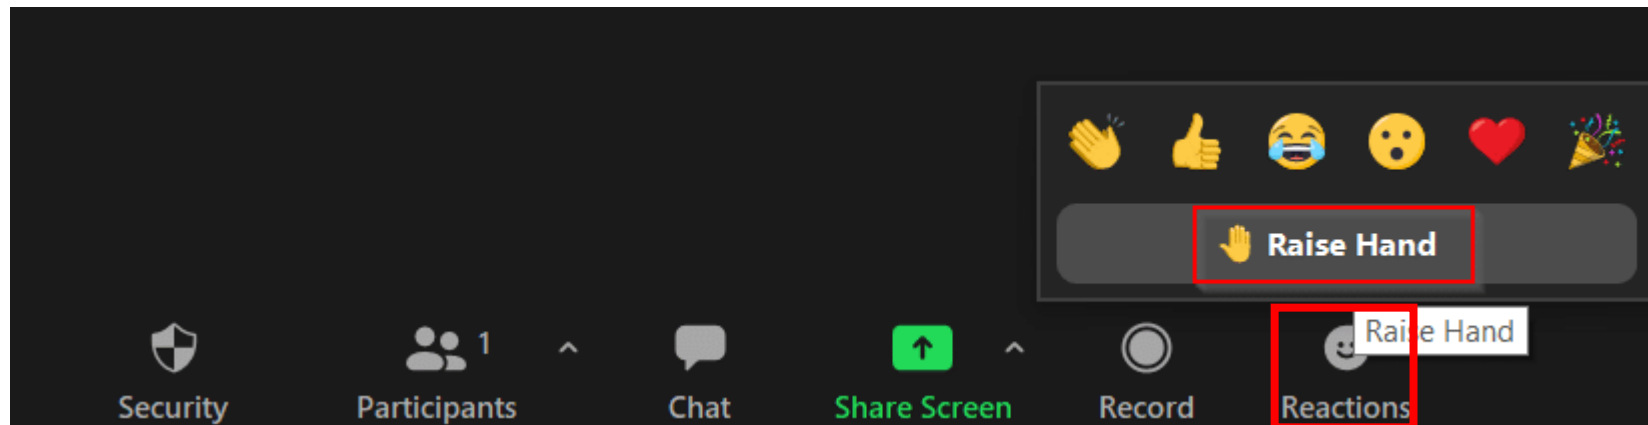 Raise Hand
Raise Hand
1
Security
Participants
Chat
Share Screen
Record
Reactions